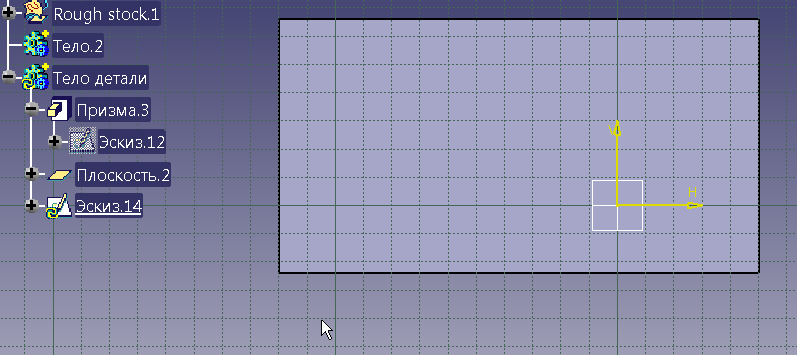 Rough stock.1
Тело.2
Тело детали
Призма.3
Эскиз.12
Плоскость.2
Эскиз.14
V
H